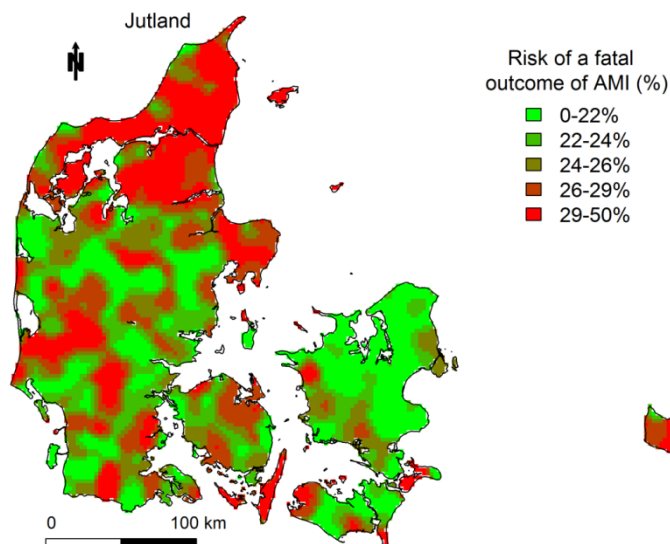 Jutland
N
Risk of a fatal
outcome of AMI (%)
0-22%
22-24%
24-26%
26-29%
29-50%
0 100 km